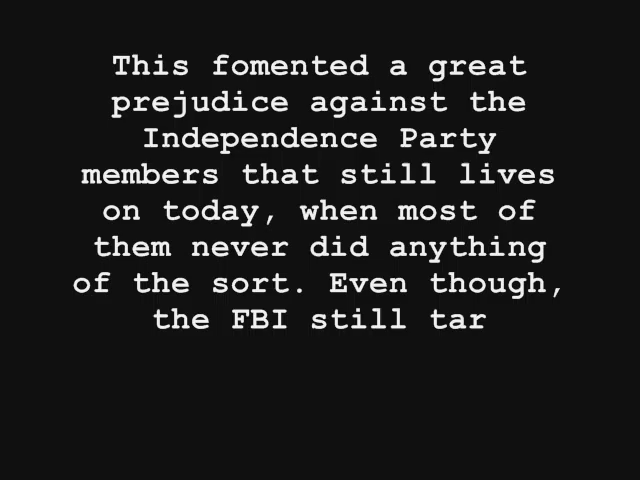 This fomented a great
prejudice against the
Independence Party
members that still lives
on today, when most of
them never did anything
of the sort. Even though,
the FBI still tar